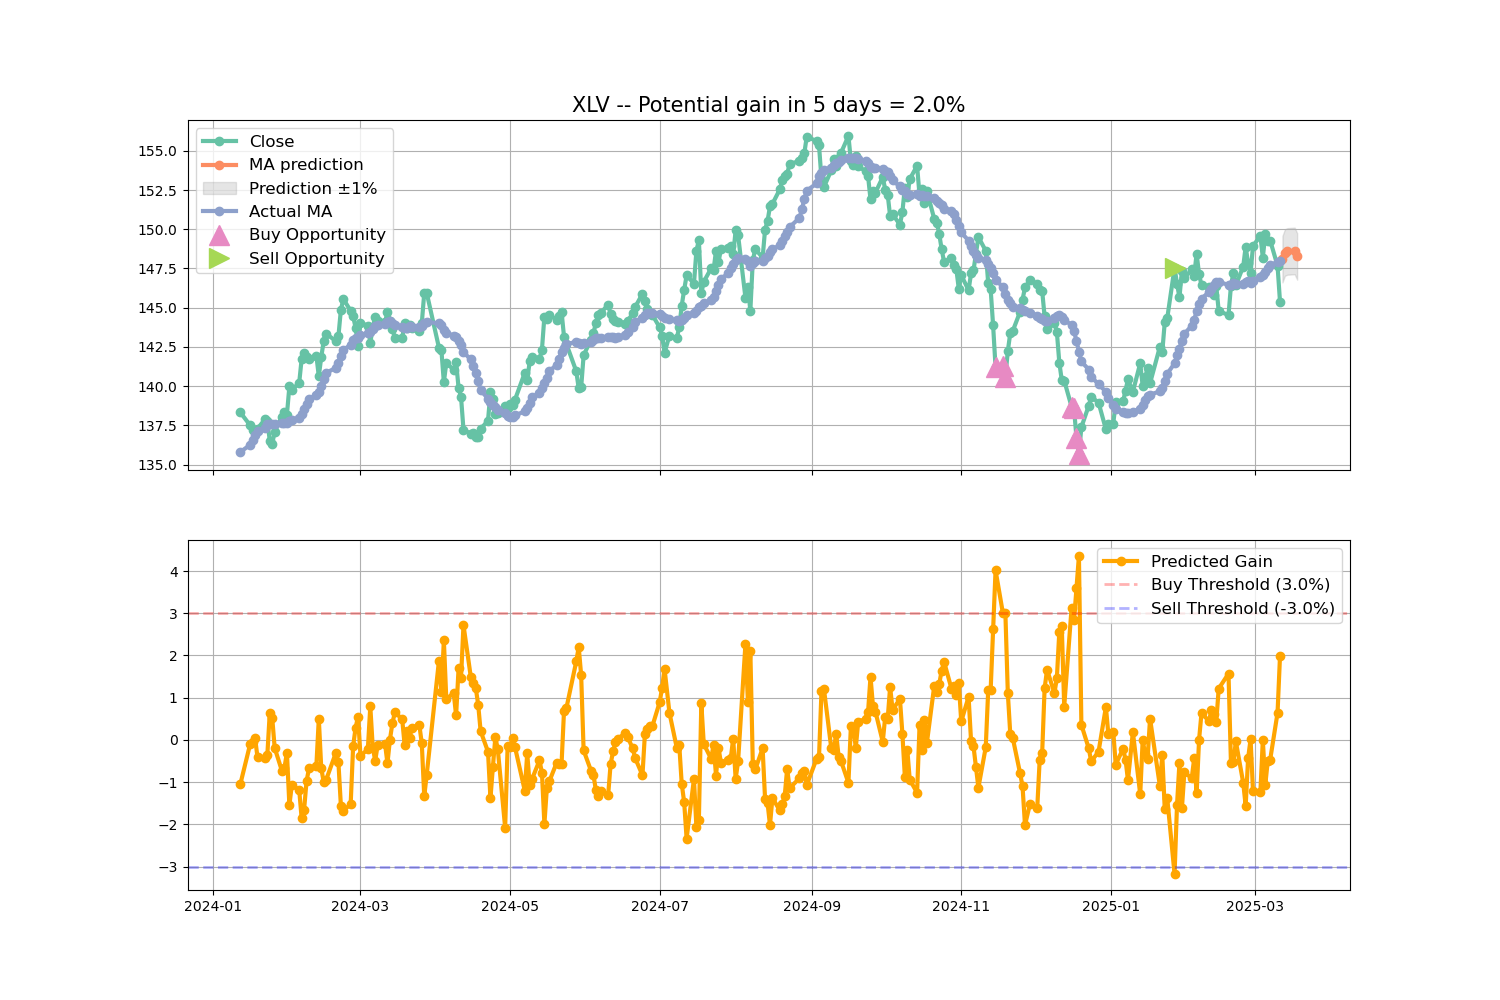 XLV -- Potential gain in 5 days = 2.0%
Close
MA prediction
Prediction ±1%
Actual MA
Buy Opportunity
Sell Opportunity
155.0
152.5
150.0
147.5
145.0
142.5
140.0
137.5
135.0
Predicted Gain
Buy Threshold (3.0%)
Sell Threshold (-3.0%)
4
3
2
1
0
−1
−2
−3
2024-01 2024-03 2024-05 2024-07 2024-09 2024-11 2025-01 2025-03